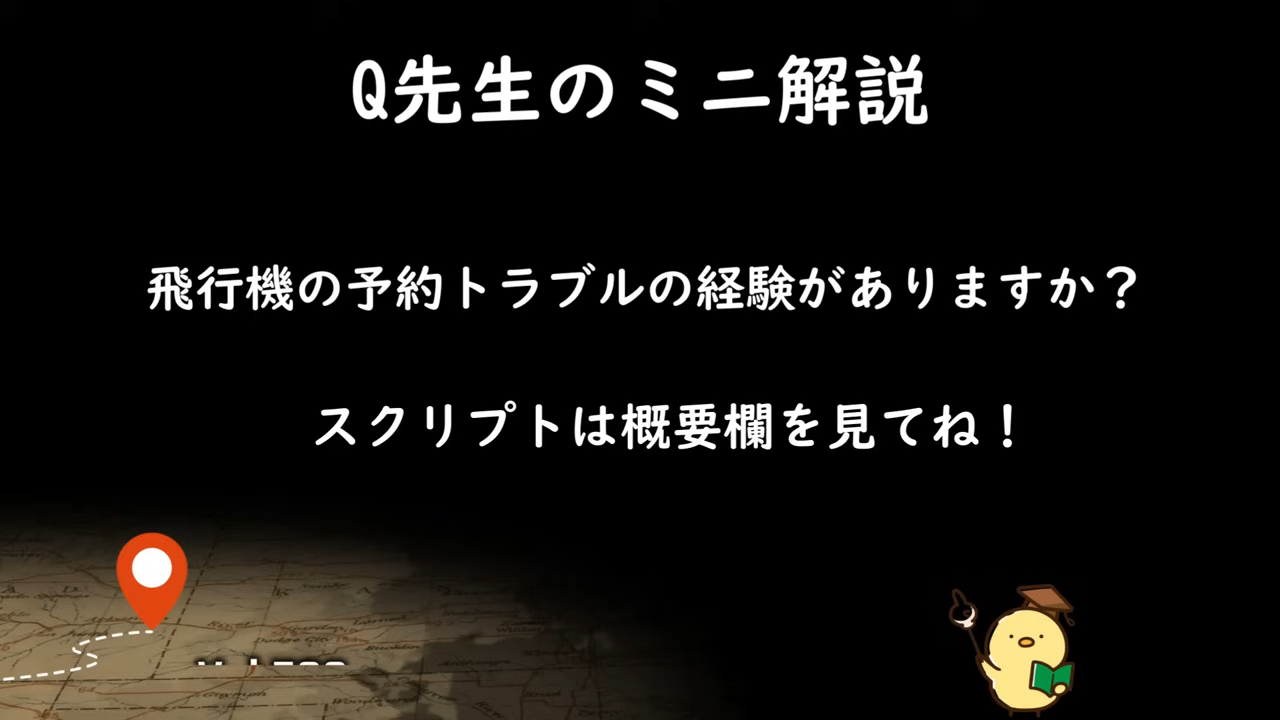 Q先生のミニ解説
飛行機の予約トラブルの経験がありますか？
スクリプトは概要欄を見てね！